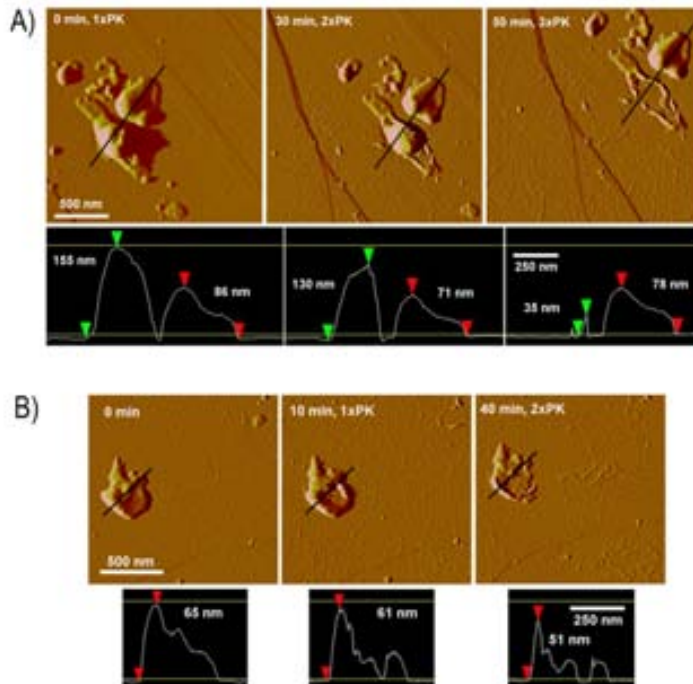 A)
0 min, 1xPK
30 min, 2xPK
50 min, 3xPK
500 nm
155 nm
86 nm
130 nm
71 nm
250 nm
35 nm
78 nm
B)
0 min
10 min, 1xPK
40 min, 2xPK
500 nm
65 nm
61 nm
250 nm
51 nm